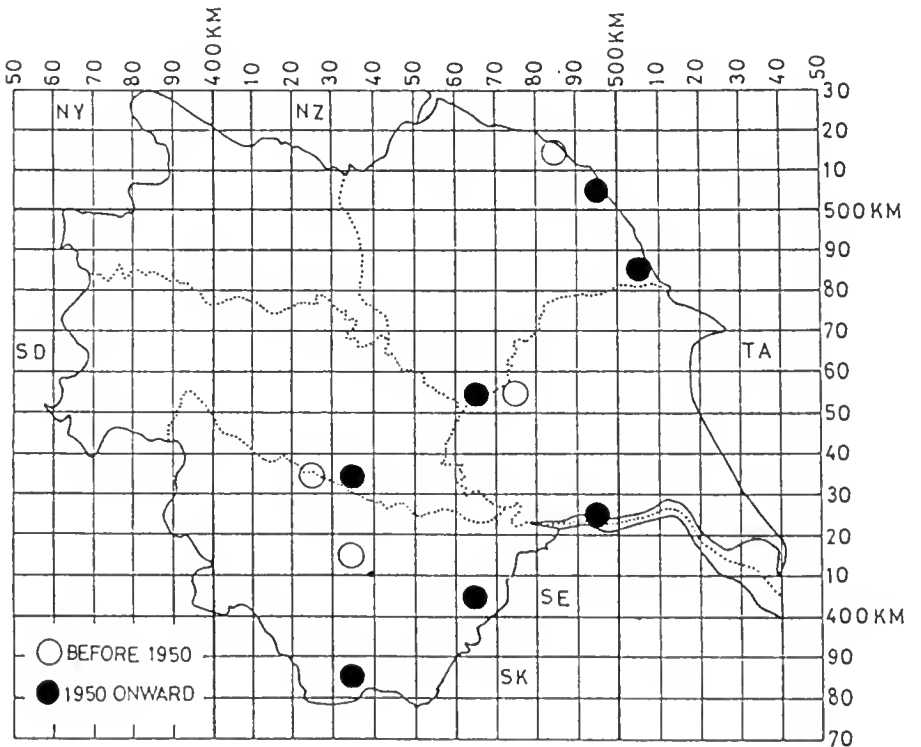 50 60 70 80 90 400KM 10 20 30 40 50 60 70 80 90 500KM 10 20 30 40 50
NY NZ 30
20
10
500KM
90
80
70
SD TA
60
50
40
30
20
SE 10
400KM
BEFORE 1950 90
SK
1950 ONWARD 80
70